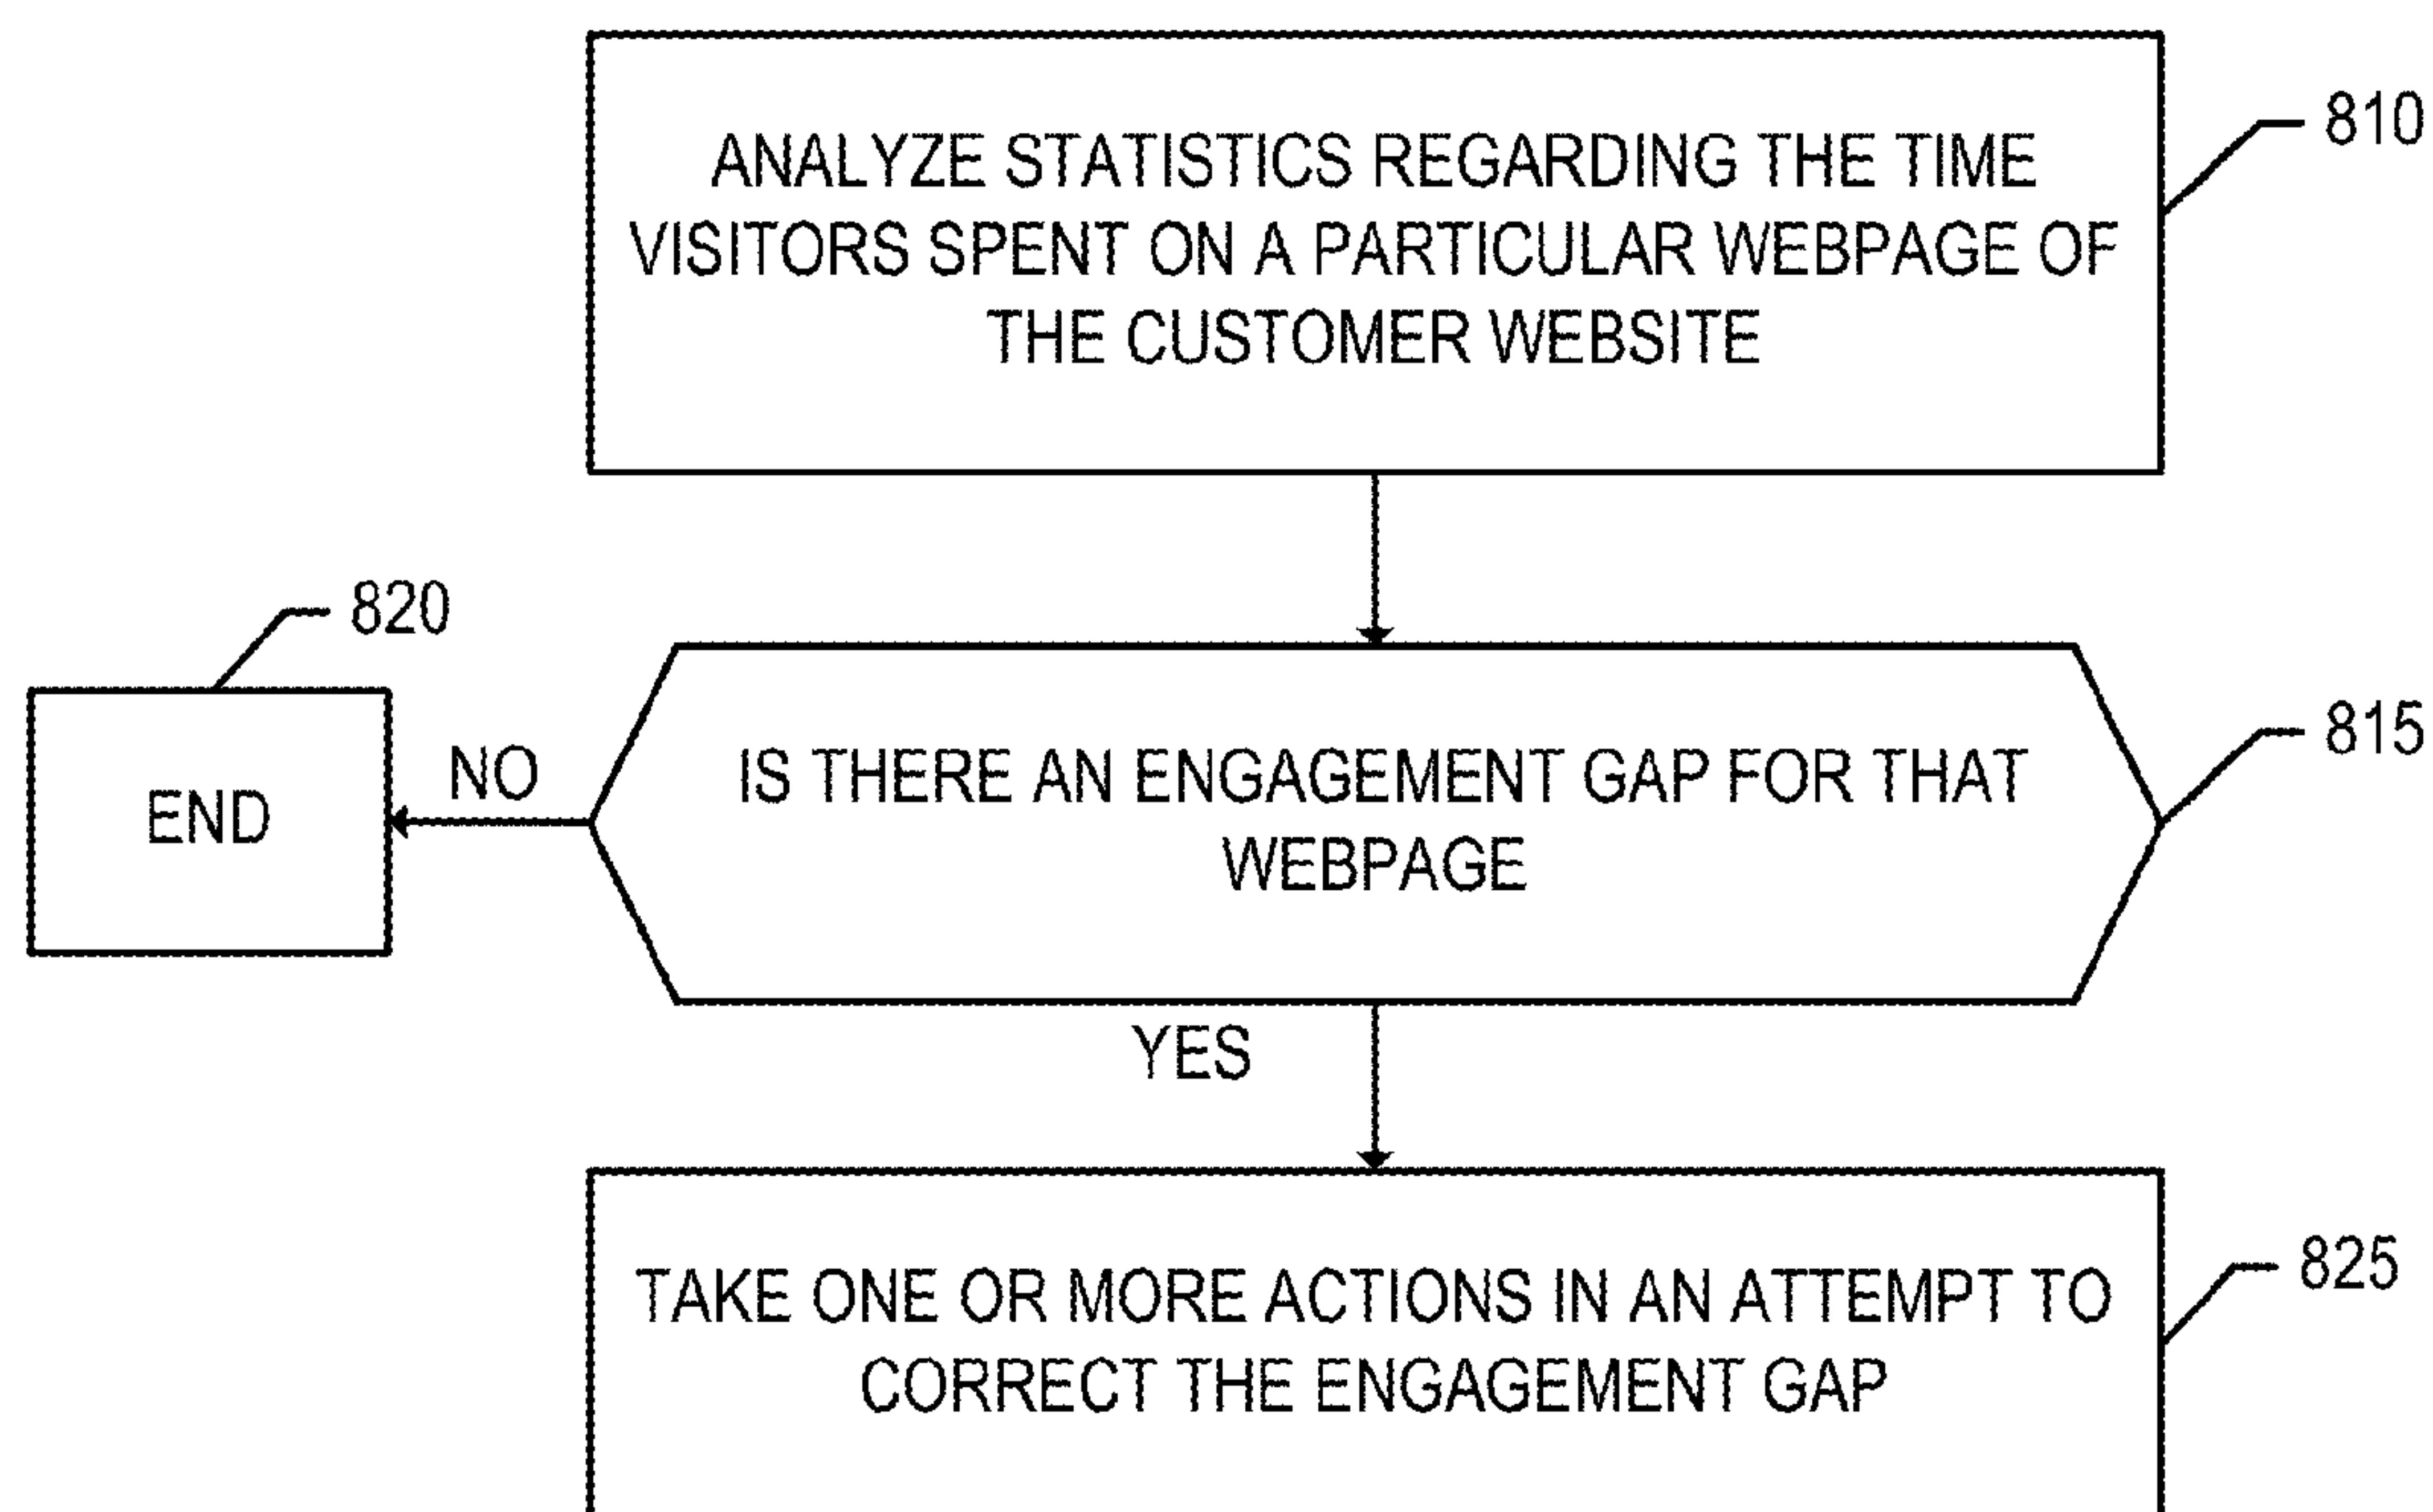 ANALYZE STATISTICS REGARDING THE TIME
VISITORS SPENT ON A PARTICULAR WEBPAGE OF
THE CUSTOMER WEBSITE
810
820
END
NO
IS THERE AN ENGAGEMENT GAP FOR THAT
WEBPAGE
815
YES
TAKE ONE OR MORE ACTIONS IN AN ATTEMPT TO
CORRECT THE ENGAGEMENT GAP
825